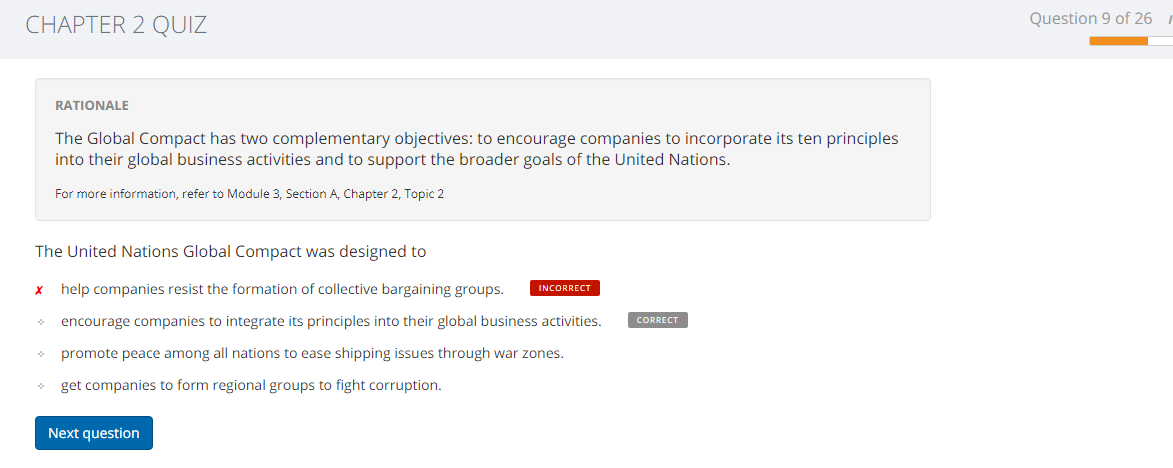 CHAPTER 2 QUIZ
Question 9 of 26
RATIONALE
The Global Compact has two complementary objectives: to encourage companies to incorporate its ten principles
into their global business activities and to support the broader goals of the United Nations.
For more information, refer to Module 3, Section A, Chapter 2, Topic 2
The United Nations Global Compact was designed to
help companies resist the formation of collective bargaining groups. INCORRECT
encourage companies to integrate its principles into their global business activities. CORRECT
promote peace among all nations to ease shipping issues through war zones.
get companies to form regional groups to fight corruption.
Next question